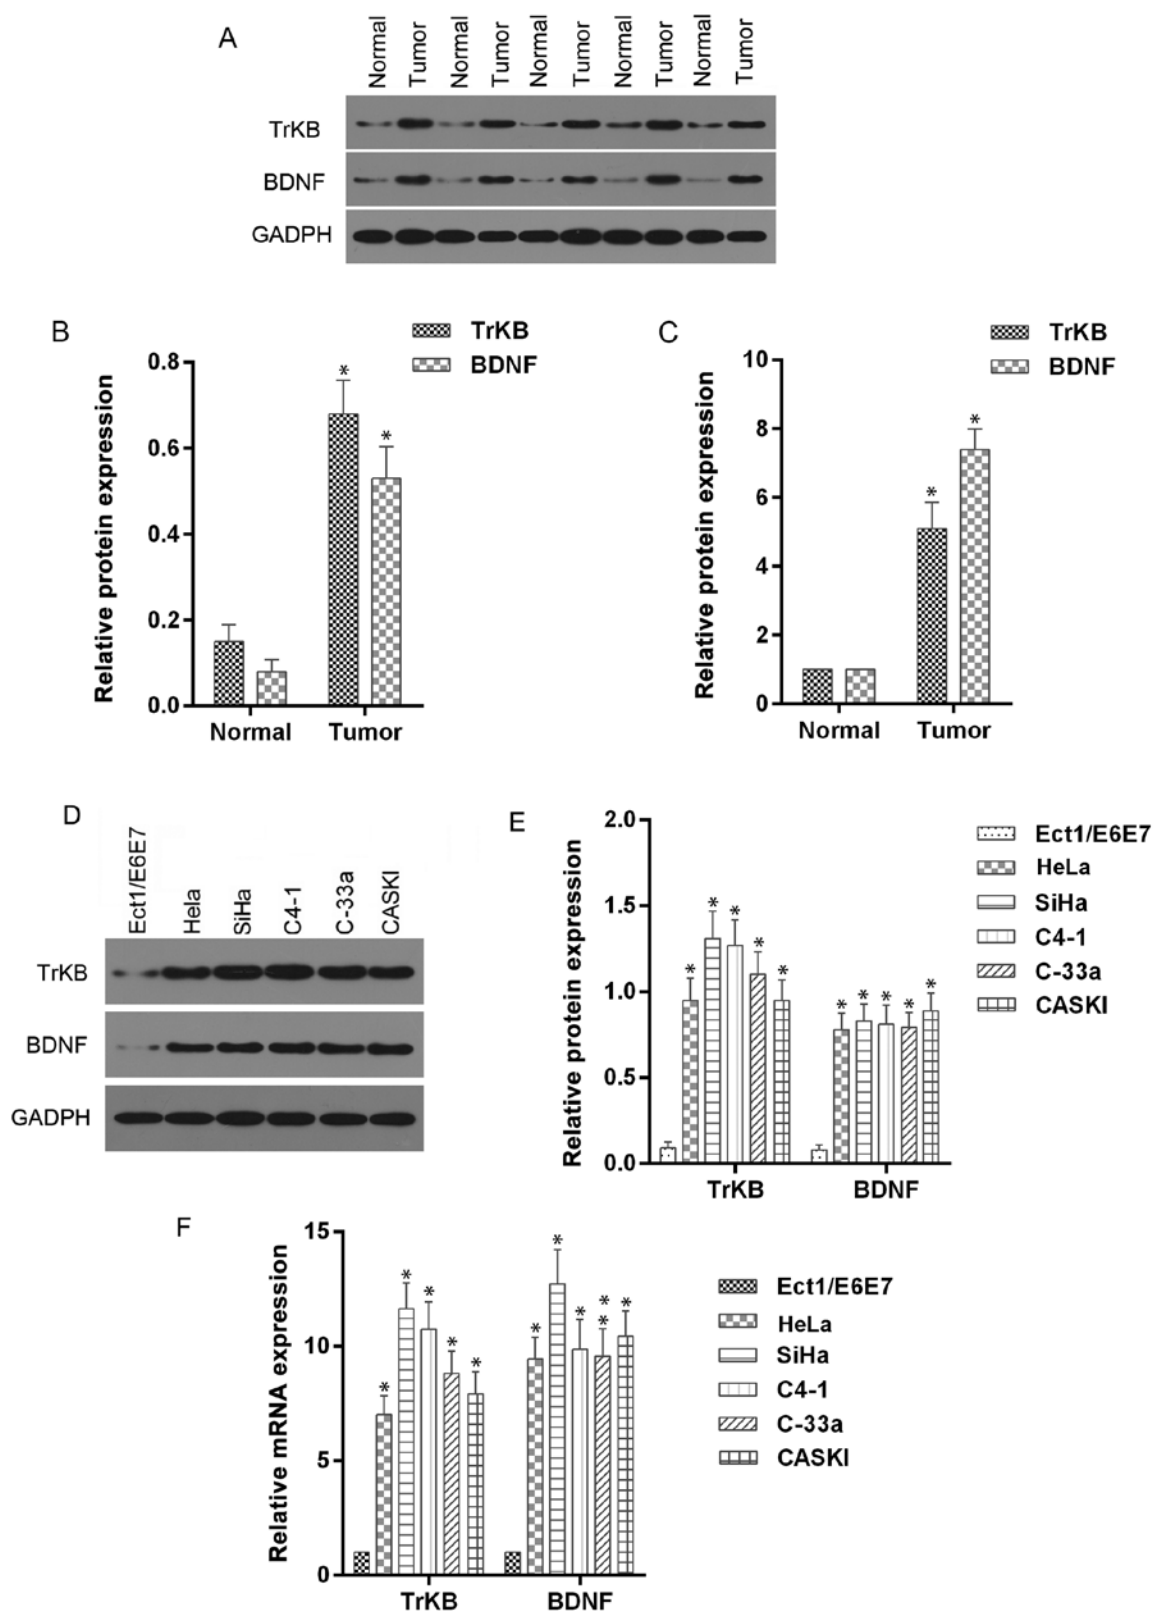 A
Normal
Tumor
Normal
Tumor
Normal
Tumor
Normal
Tumor
Normal
Tumor
TrKB
BDNF
GADPH
B
TrKB
BDNF
Relative protein expression
0.8
*
*
0.6
0.4
0.2
0.0
Normal Tumor
C
TrKB
BDNF
Relative protein expression
10
*
*
8
6
4
2
0
Normal Tumor
D
Ect1/E6E7
Hela
SiHa
C4-1
C-33a
CASKI
TrKB
BDNF
GADPH
E
Relative protein expression
2.0
1.5
1.0
0.5
0.0
* * * * *
* * * * *
TrKB BDNF
Ect1/E6E7
HeLa
SiHa
C4-1
C-33a
CASKI
F
Relative mRNA expression
15
10
5
0
* * * * *
* * * * * *
TrKB BDNF
Ect1/E6E7
HeLa
SiHa
C4-1
C-33a
CASKI